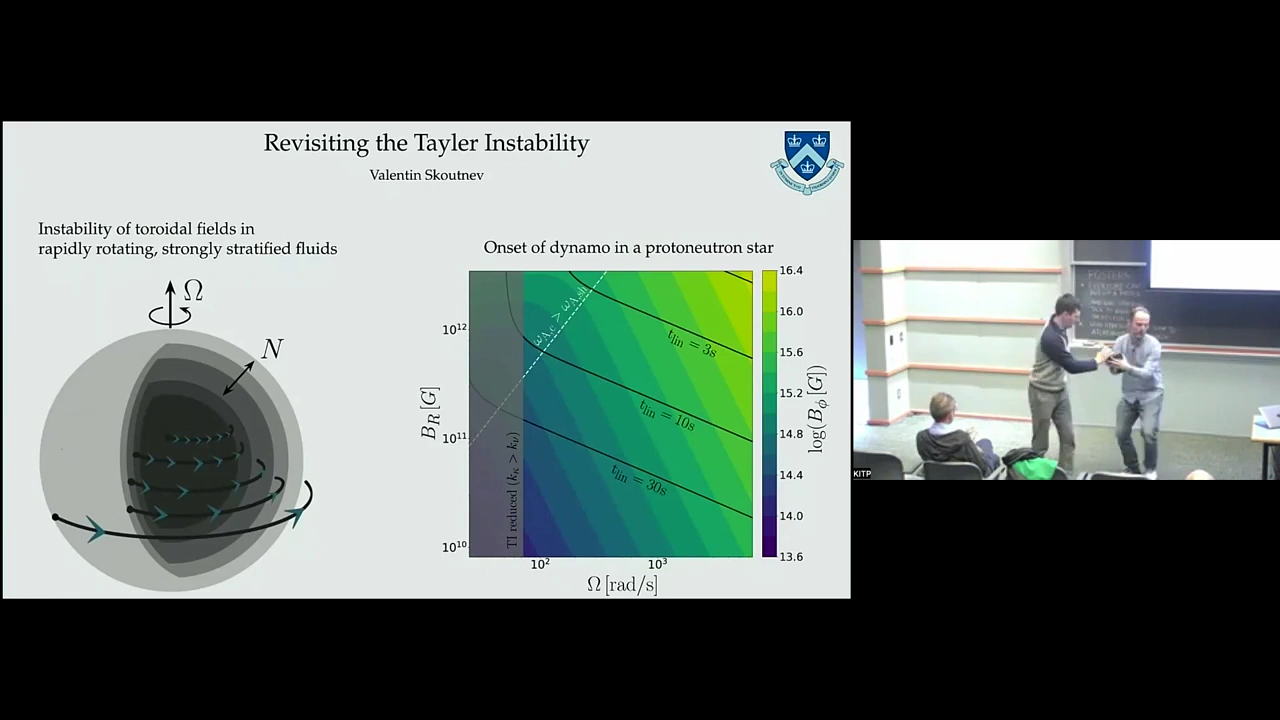 Revisiting the Tayler Instability
Valentin Skoutnev
Instability of toroidal fields in
rapidly rotating, strongly stratified fluids
Ω
N
Onset of dynamo in a protoneutron star
B_R [G]
10^12
10^11
10^10
10^2
10^3
Ω [rad/s]
TI reduced (k_κ > k_ν)
t_lin = 3s
t_lin = 10s
t_lin = 30s
16.4
16.0
15.6
15.2
14.8
14.4
14.0
13.6
log(B_ϕ [G])
POSTERS
KITP